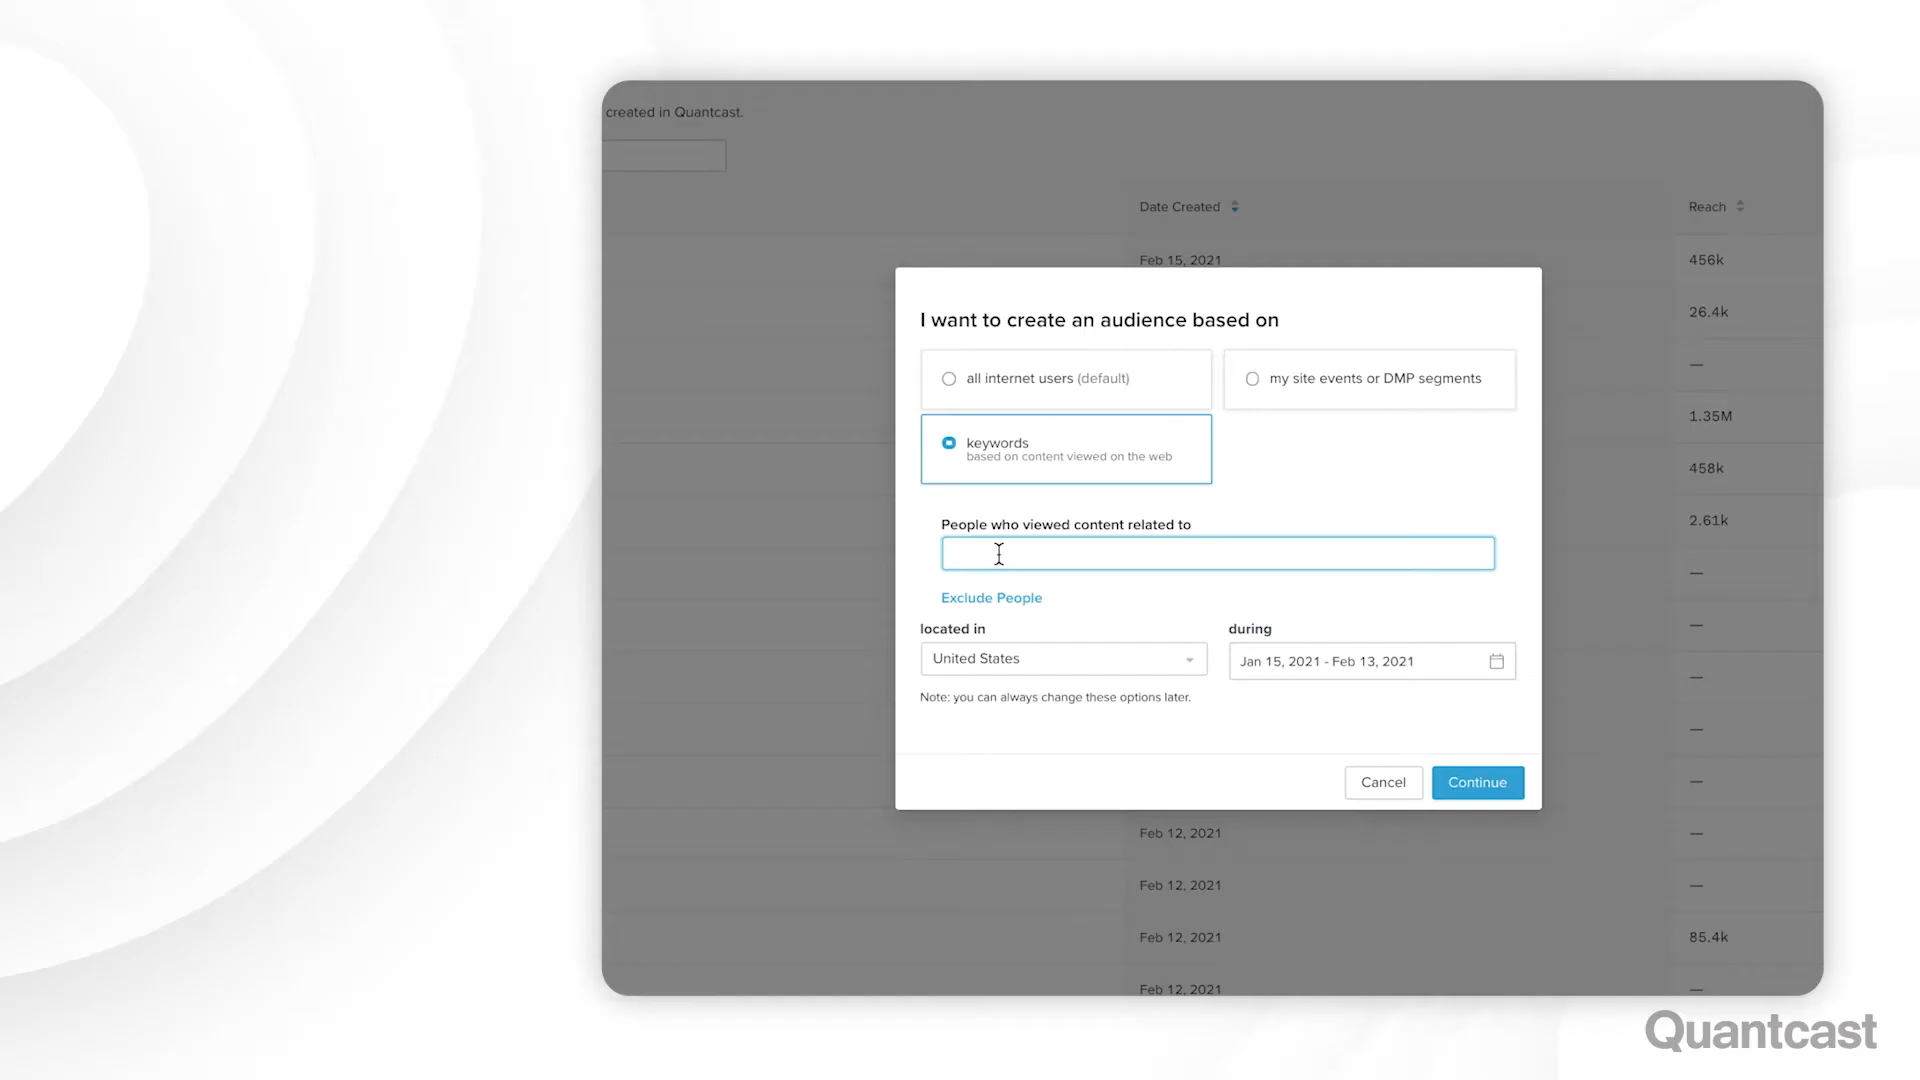 created in Quantcast.
Date Created
Reach
Feb 15, 2021
456k
26.4k
—
1.35M
458k
2.61k
—
—
—
—
—
Feb 12, 2021
—
Feb 12, 2021
—
Feb 12, 2021
85.4k
Feb 12, 2021
—
I want to create an audience based on
all internet users (default)
my site events or DMP segments
keywords
based on content viewed on the web
People who viewed content related to
Exclude People
located in
during
United States
Jan 15, 2021 - Feb 13, 2021
Note: you can always change these options later.
Cancel
Continue
Quantcast